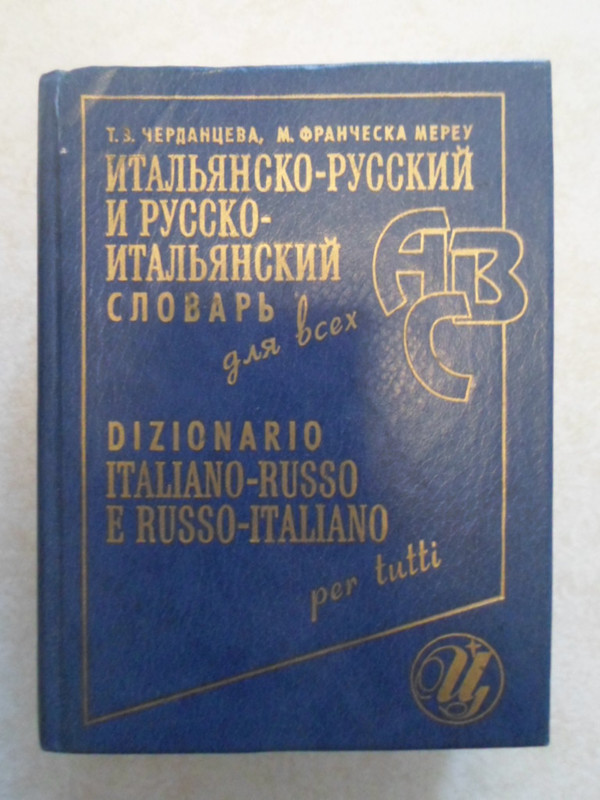 Т. З. ЧЕРДАНЦЕВА, М. ФРАНЧЕСКА МЕРЕУ
ИТАЛЬЯНСКО-РУССКИЙ
И РУССКО-
ИТАЛЬЯНСКИЙ
СЛОВАРЬ
для всех
ABC
DIZIONARIO
ITALIANO-RUSSO
E RUSSO-ITALIANO
per tutti